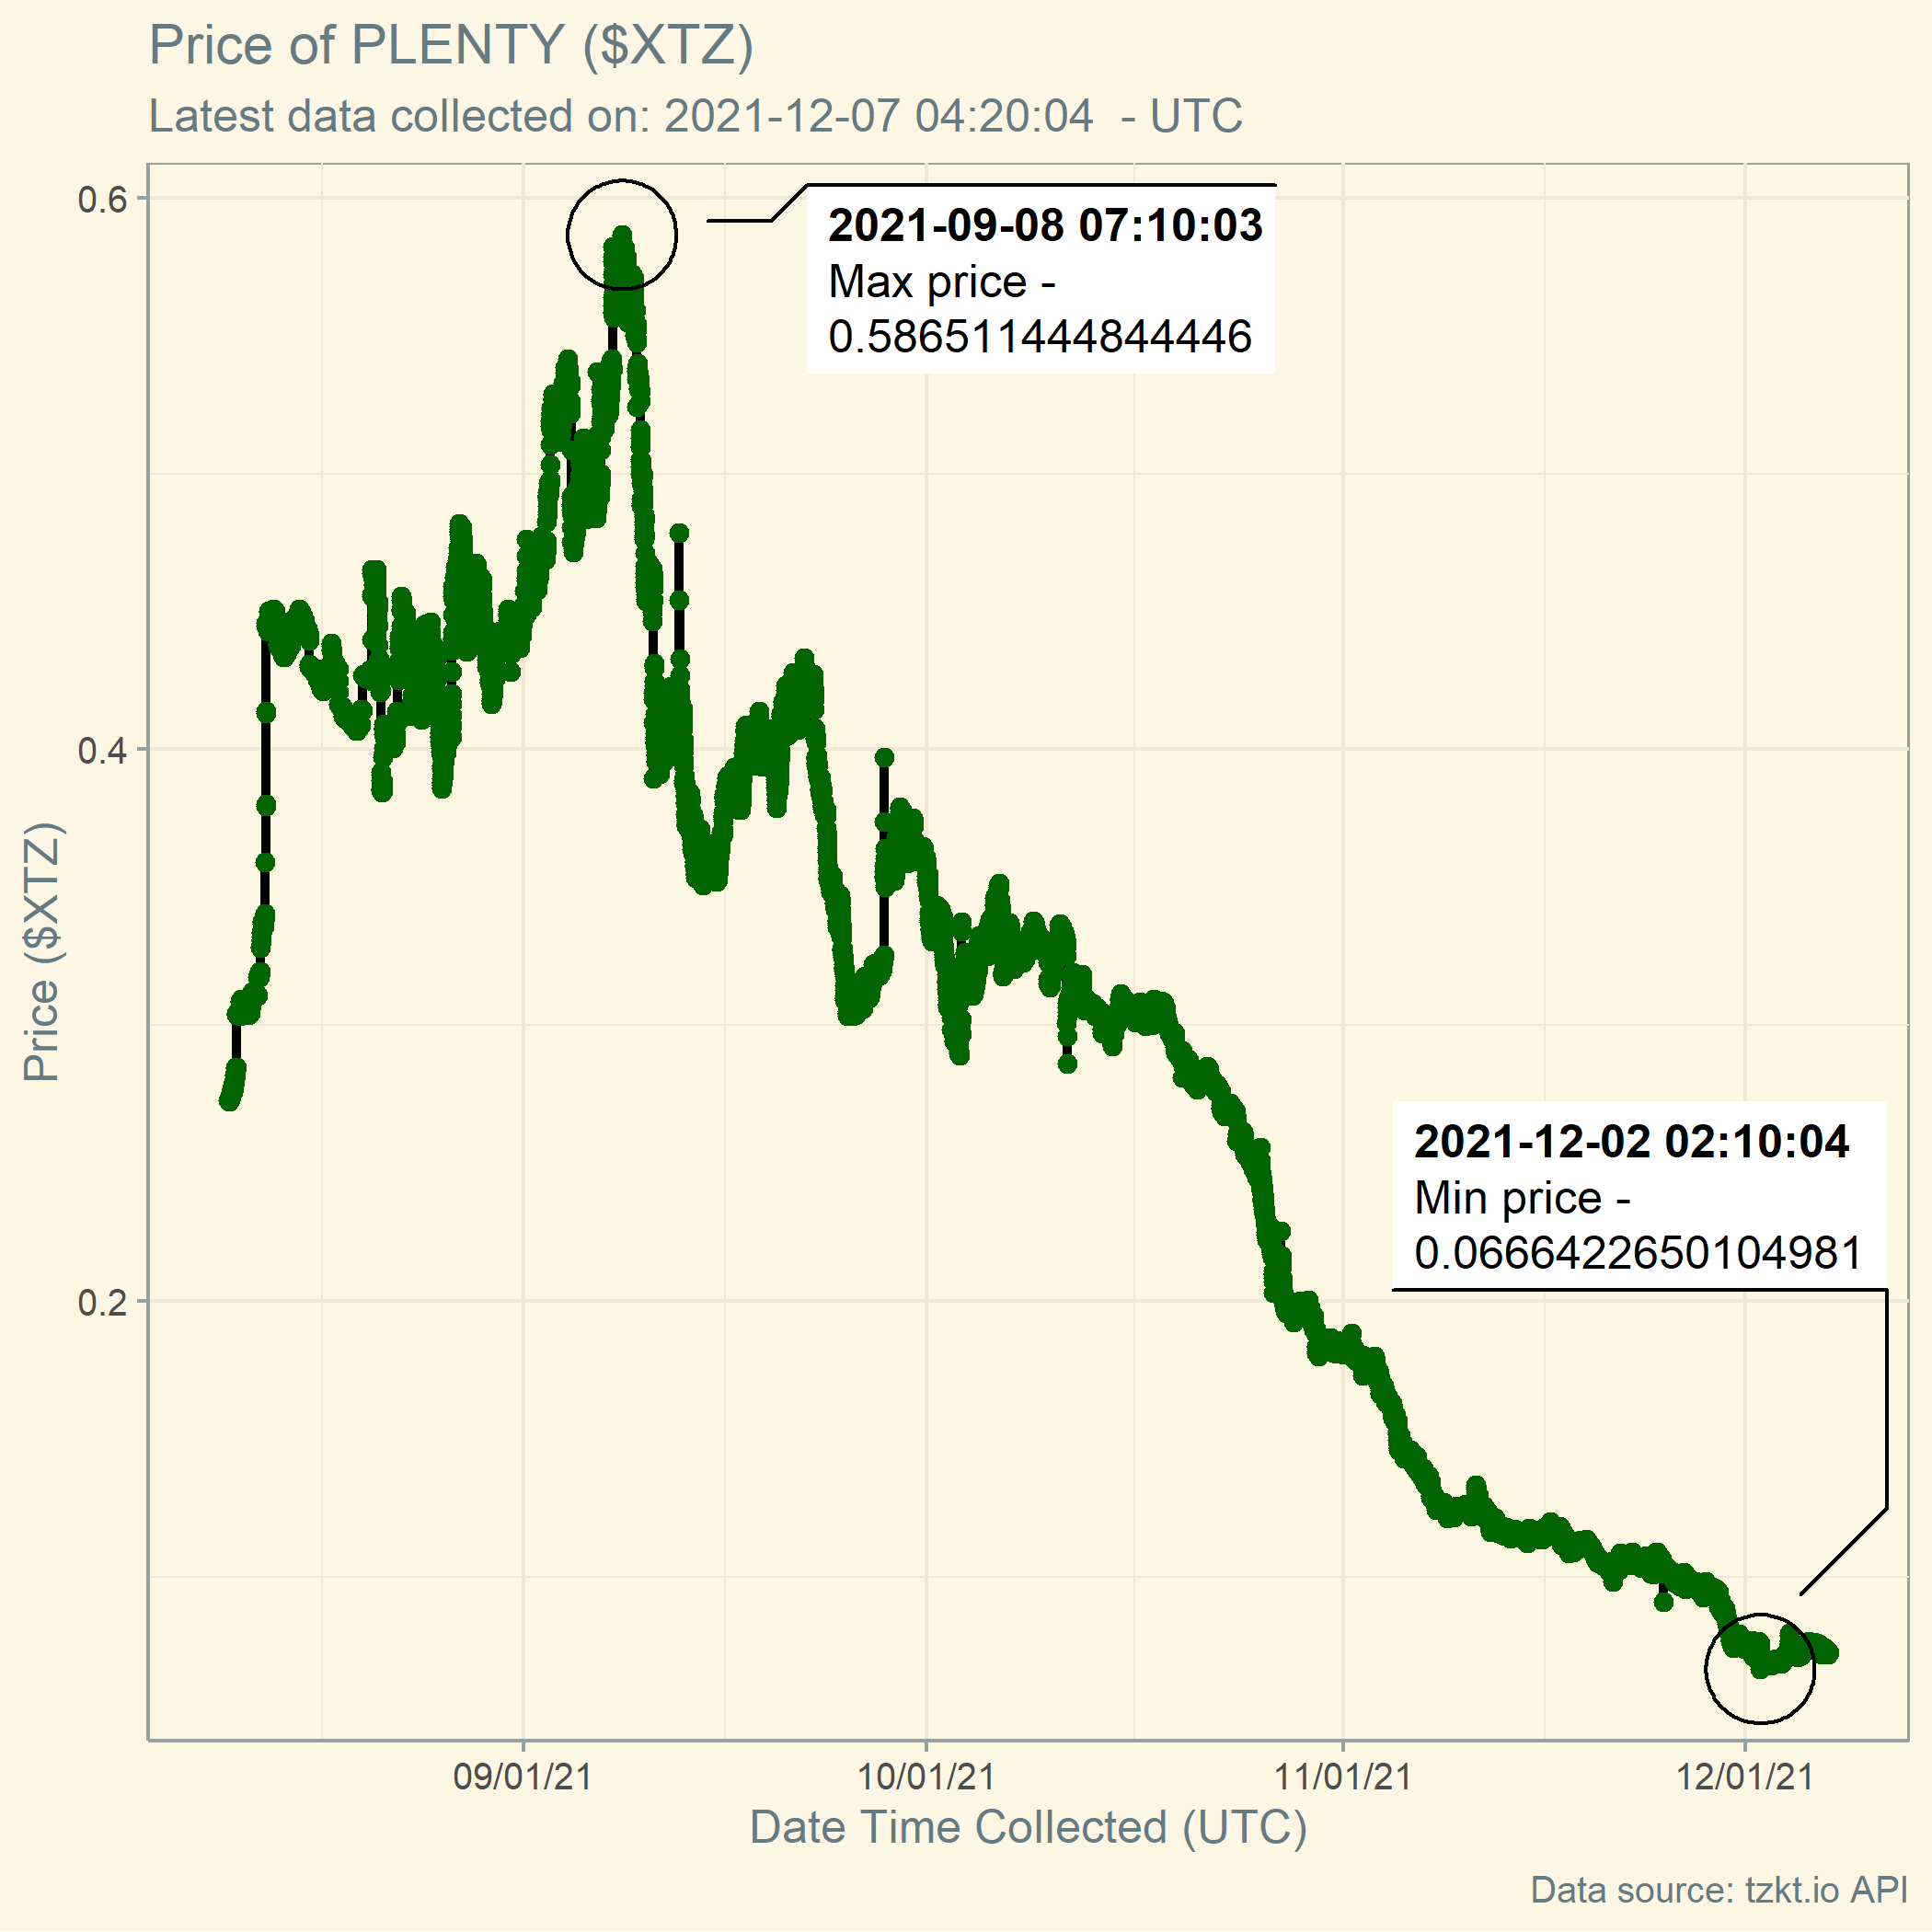 Price of PLENTY ($XTZ)
Latest data collected on: 2021-12-07 04:20:04  - UTC
0.6
0.4
0.2
Price ($XTZ)
2021-09-08 07:10:03
Max price -
0.586511444844446
2021-12-02 02:10:04
Min price -
0.0666422650104981
09/01/21
10/01/21
11/01/21
12/01/21
Date Time Collected (UTC)
Data source: tzkt.io API